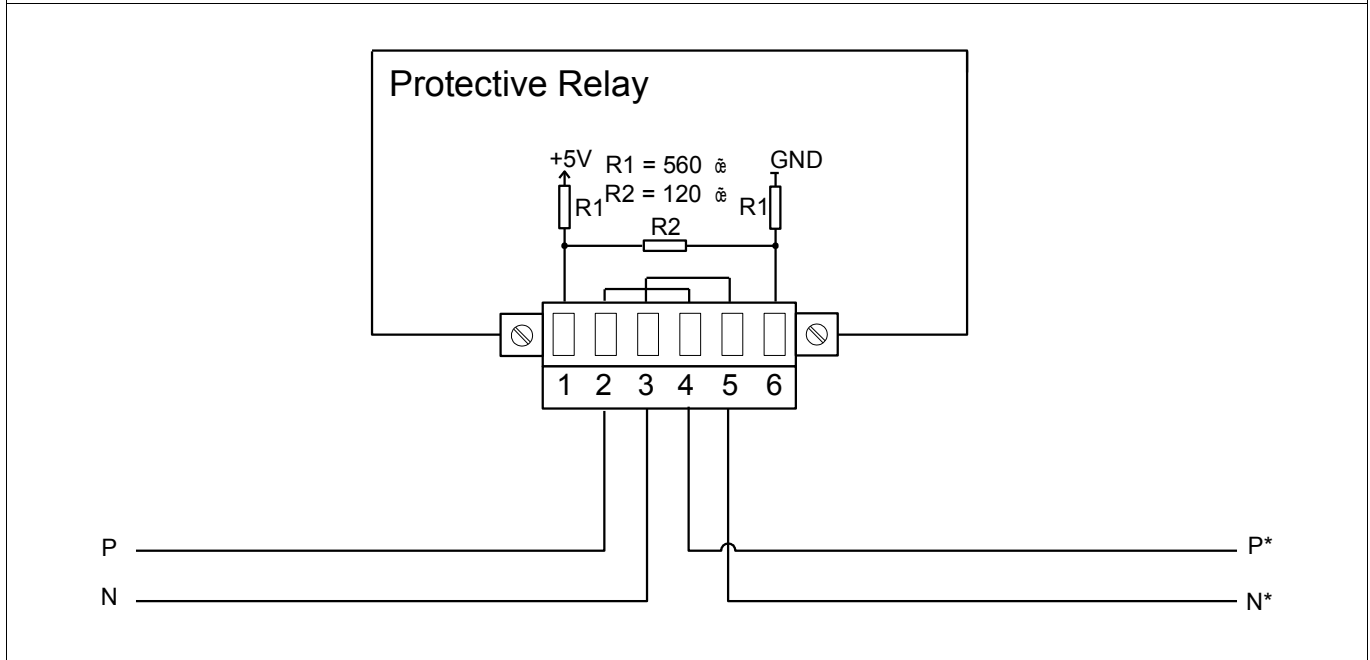 Protective Relay
+5V R1 = 560 œ̃ GND
R2 = 120 œ̃
R1 R1
R2
1 2 3 4 5 6
P P*
N N*